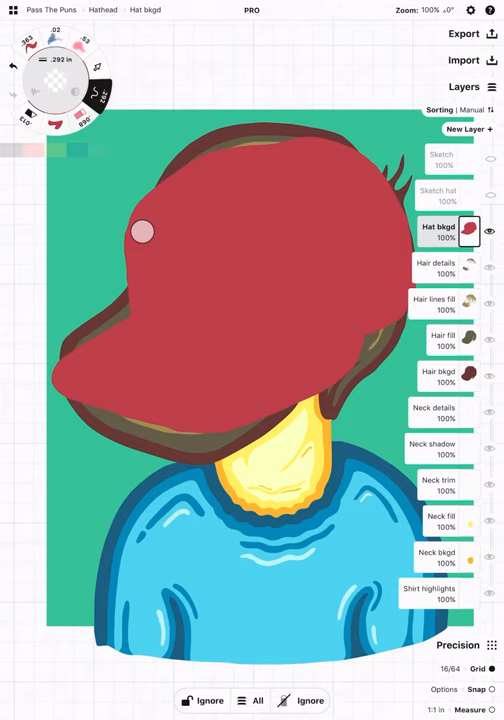 Pass The Puns › Hathead › Hat bkgd
PRO
Zoom: 100% ⊿0°
Export
Import
Layers
Sorting | Manual
New Layer +
Sketch
100%
Sketch hat
100%
Hat bkgd
100%
Hair details
100%
Hair lines fill
100%
Hair fill
100%
Hair bkgd
100%
Neck details
100%
Neck shadow
100%
Neck trim
100%
Neck fill
100%
Neck bkgd
100%
Shirt highlights
100%
.363
.02
.53
.292 in
.292
.068
.013
Precision
16/64 Grid
Options Snap
1:1 in Measure
Ignore
All
Ignore